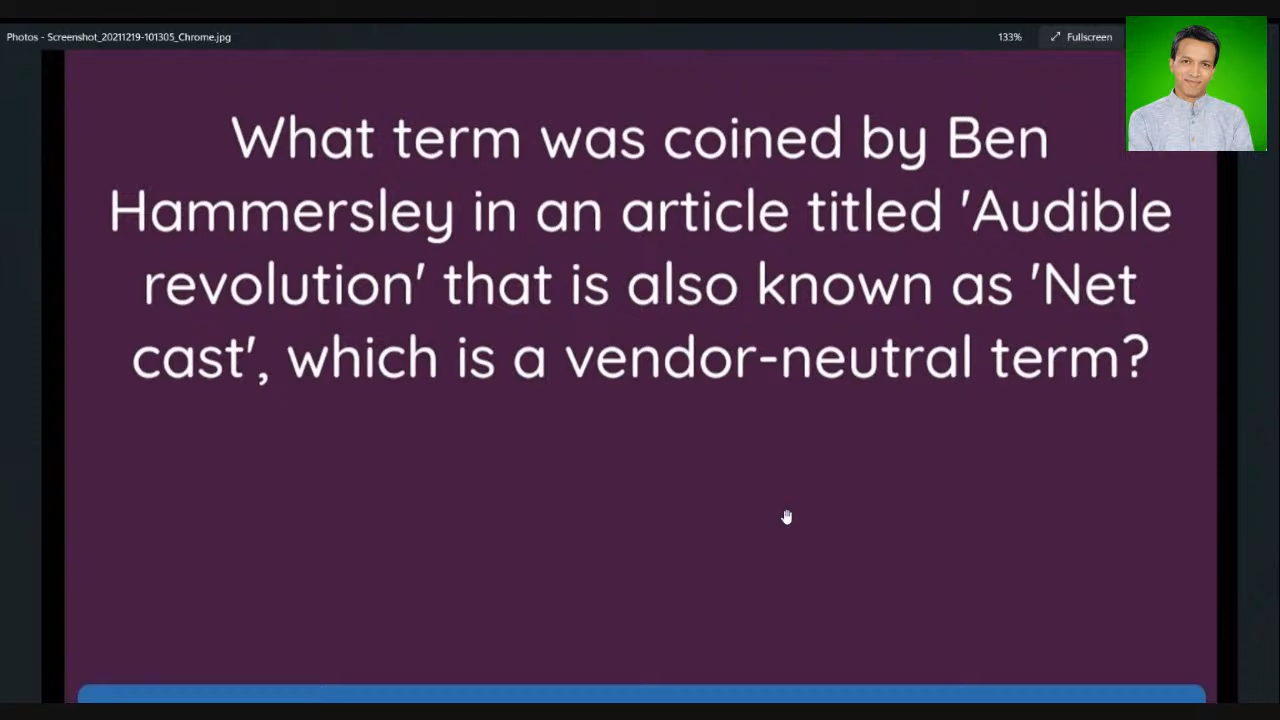 Photos - Screenshot_20211219-101305_Chrome.jpg
133%
Fullscreen
What term was coined by Ben
Hammersley in an article titled 'Audible
revolution' that is also known as 'Net
cast', which is a vendor-neutral term?